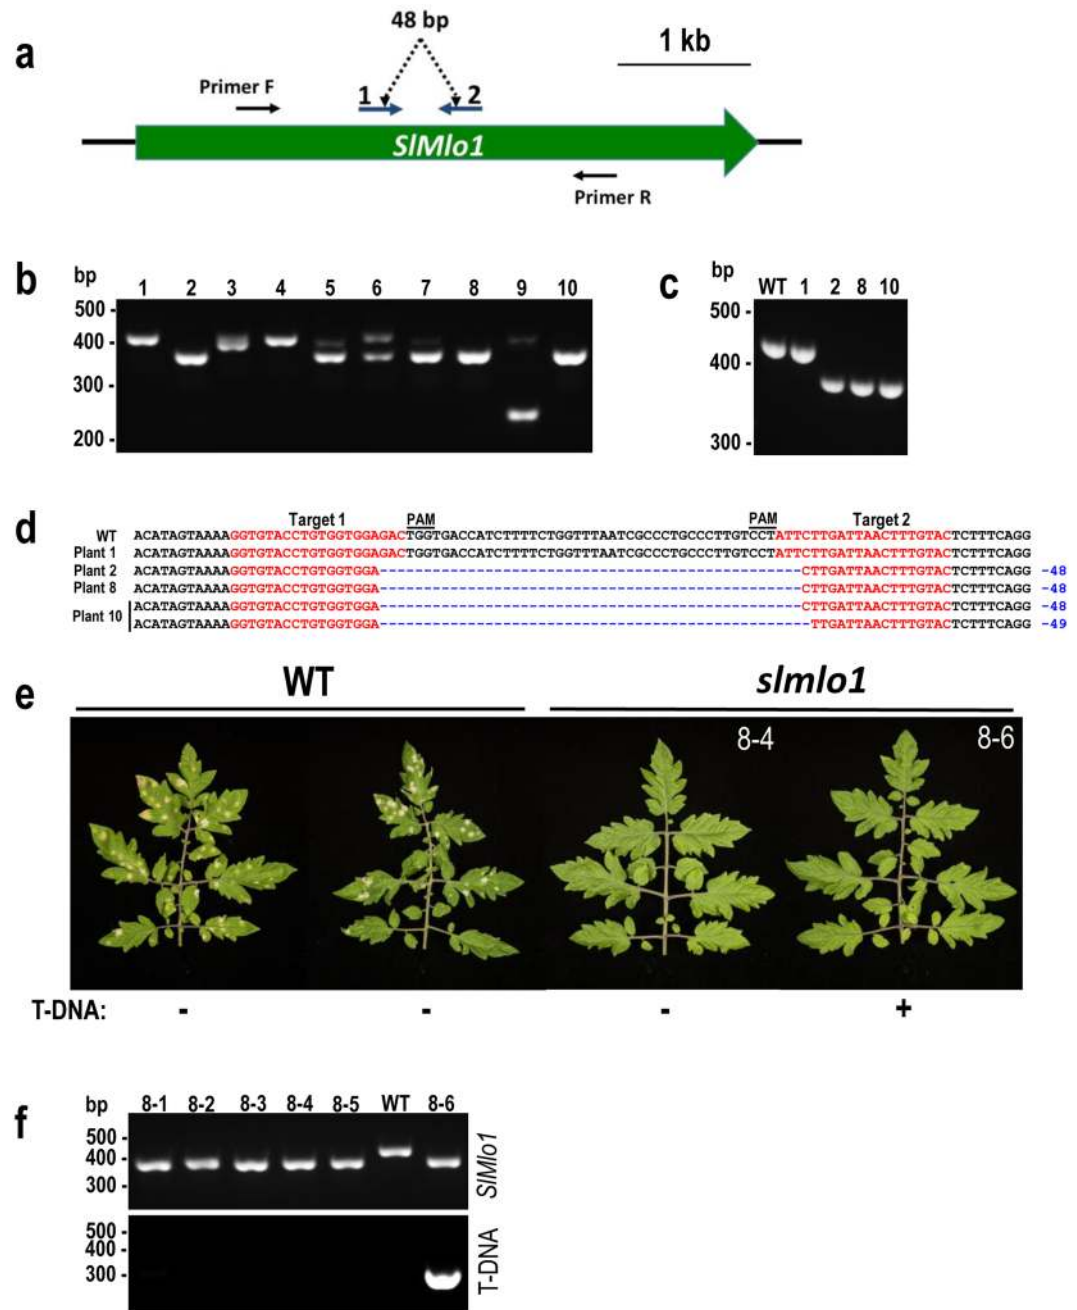 a
48 bp
1 kb
Primer F
1
2
SlMlo1
Primer R
b
bp
1 2 3 4 5 6 7 8 9 10
500 -
400 -
300 -
200 -
c
bp
WT 1 2 8 10
500 -
400 -
300 -
d
Target 1 PAM PAM Target 2
WT ACATAGTAAAAGGTGTACCTGTGGTGGAGACTGGTGACCATCTTTTCTGGTTTAATCGCCCTGCCCTTGTCCTATTCTTGATTAACTTTGTACTCTTTCAGG
Plant 1 ACATAGTAAAAGGTGTACCTGTGGTGGAGACTGGTGACCATCTTTTCTGGTTTAATCGCCCTGCCCTTGTCCTATTCTTGATTAACTTTGTACTCTTTCAGG
Plant 2 ACATAGTAAAAGGTGTACCTGTGGTGGA------------------------------------------------CTTGATTAACTTTGTACTCTTTCAGG -48
Plant 8 ACATAGTAAAAGGTGTACCTGTGGTGGA------------------------------------------------CTTGATTAACTTTGTACTCTTTCAGG -48
Plant 10 ACATAGTAAAAGGTGTACCTGTGGTGGA------------------------------------------------CTTGATTAACTTTGTACTCTTTCAGG -48
ACATAGTAAAAGGTGTACCTGTGGTGGA-------------------------------------------------TTGATTAACTTTGTACTCTTTCAGG -49
e
WT
slmlo1
8-4
8-6
T-DNA: - - - +
f
bp
8-1 8-2 8-3 8-4 8-5 WT 8-6
500 -
400 -
300 -
SlMlo1
500 -
400 -
300 -
T-DNA